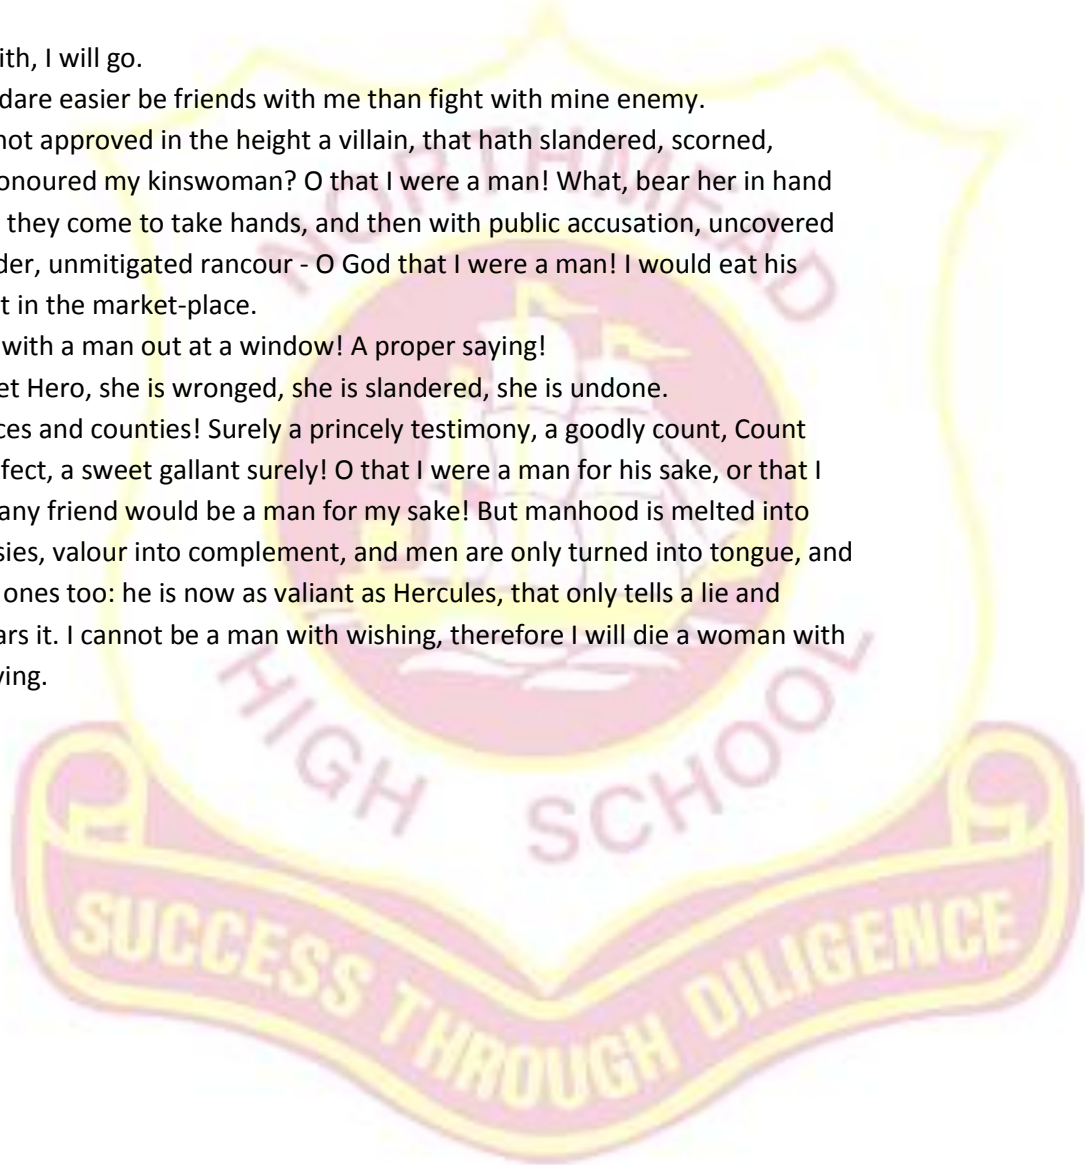 ith, I will go.
dare easier be friends with me than fight with mine enemy.
not approved in the height a villain, that hath slandered, scorned,
onoured my kinswoman? O that I were a man! What, bear her in hand
they come to take hands, and then with public accusation, uncovered
der, unmitigated rancour - O God that I were a man! I would eat his
t in the market-place.
with a man out at a window! A proper saying!
et Hero, she is wronged, she is slandered, she is undone.
ces and counties! Surely a princely testimony, a goodly count, Count
fect, a sweet gallant surely! O that I were a man for his sake, or that I
any friend would be a man for my sake! But manhood is melted into
sies, valour into complement, and men are only turned into tongue, and
ones too: he is now as valiant as Hercules, that only tells a lie and
ars it. I cannot be a man with wishing, therefore I will die a woman with
ving.
NORTHMEAD
HIGH SCHOOL
SUCCESS THROUGH DILIGENCE